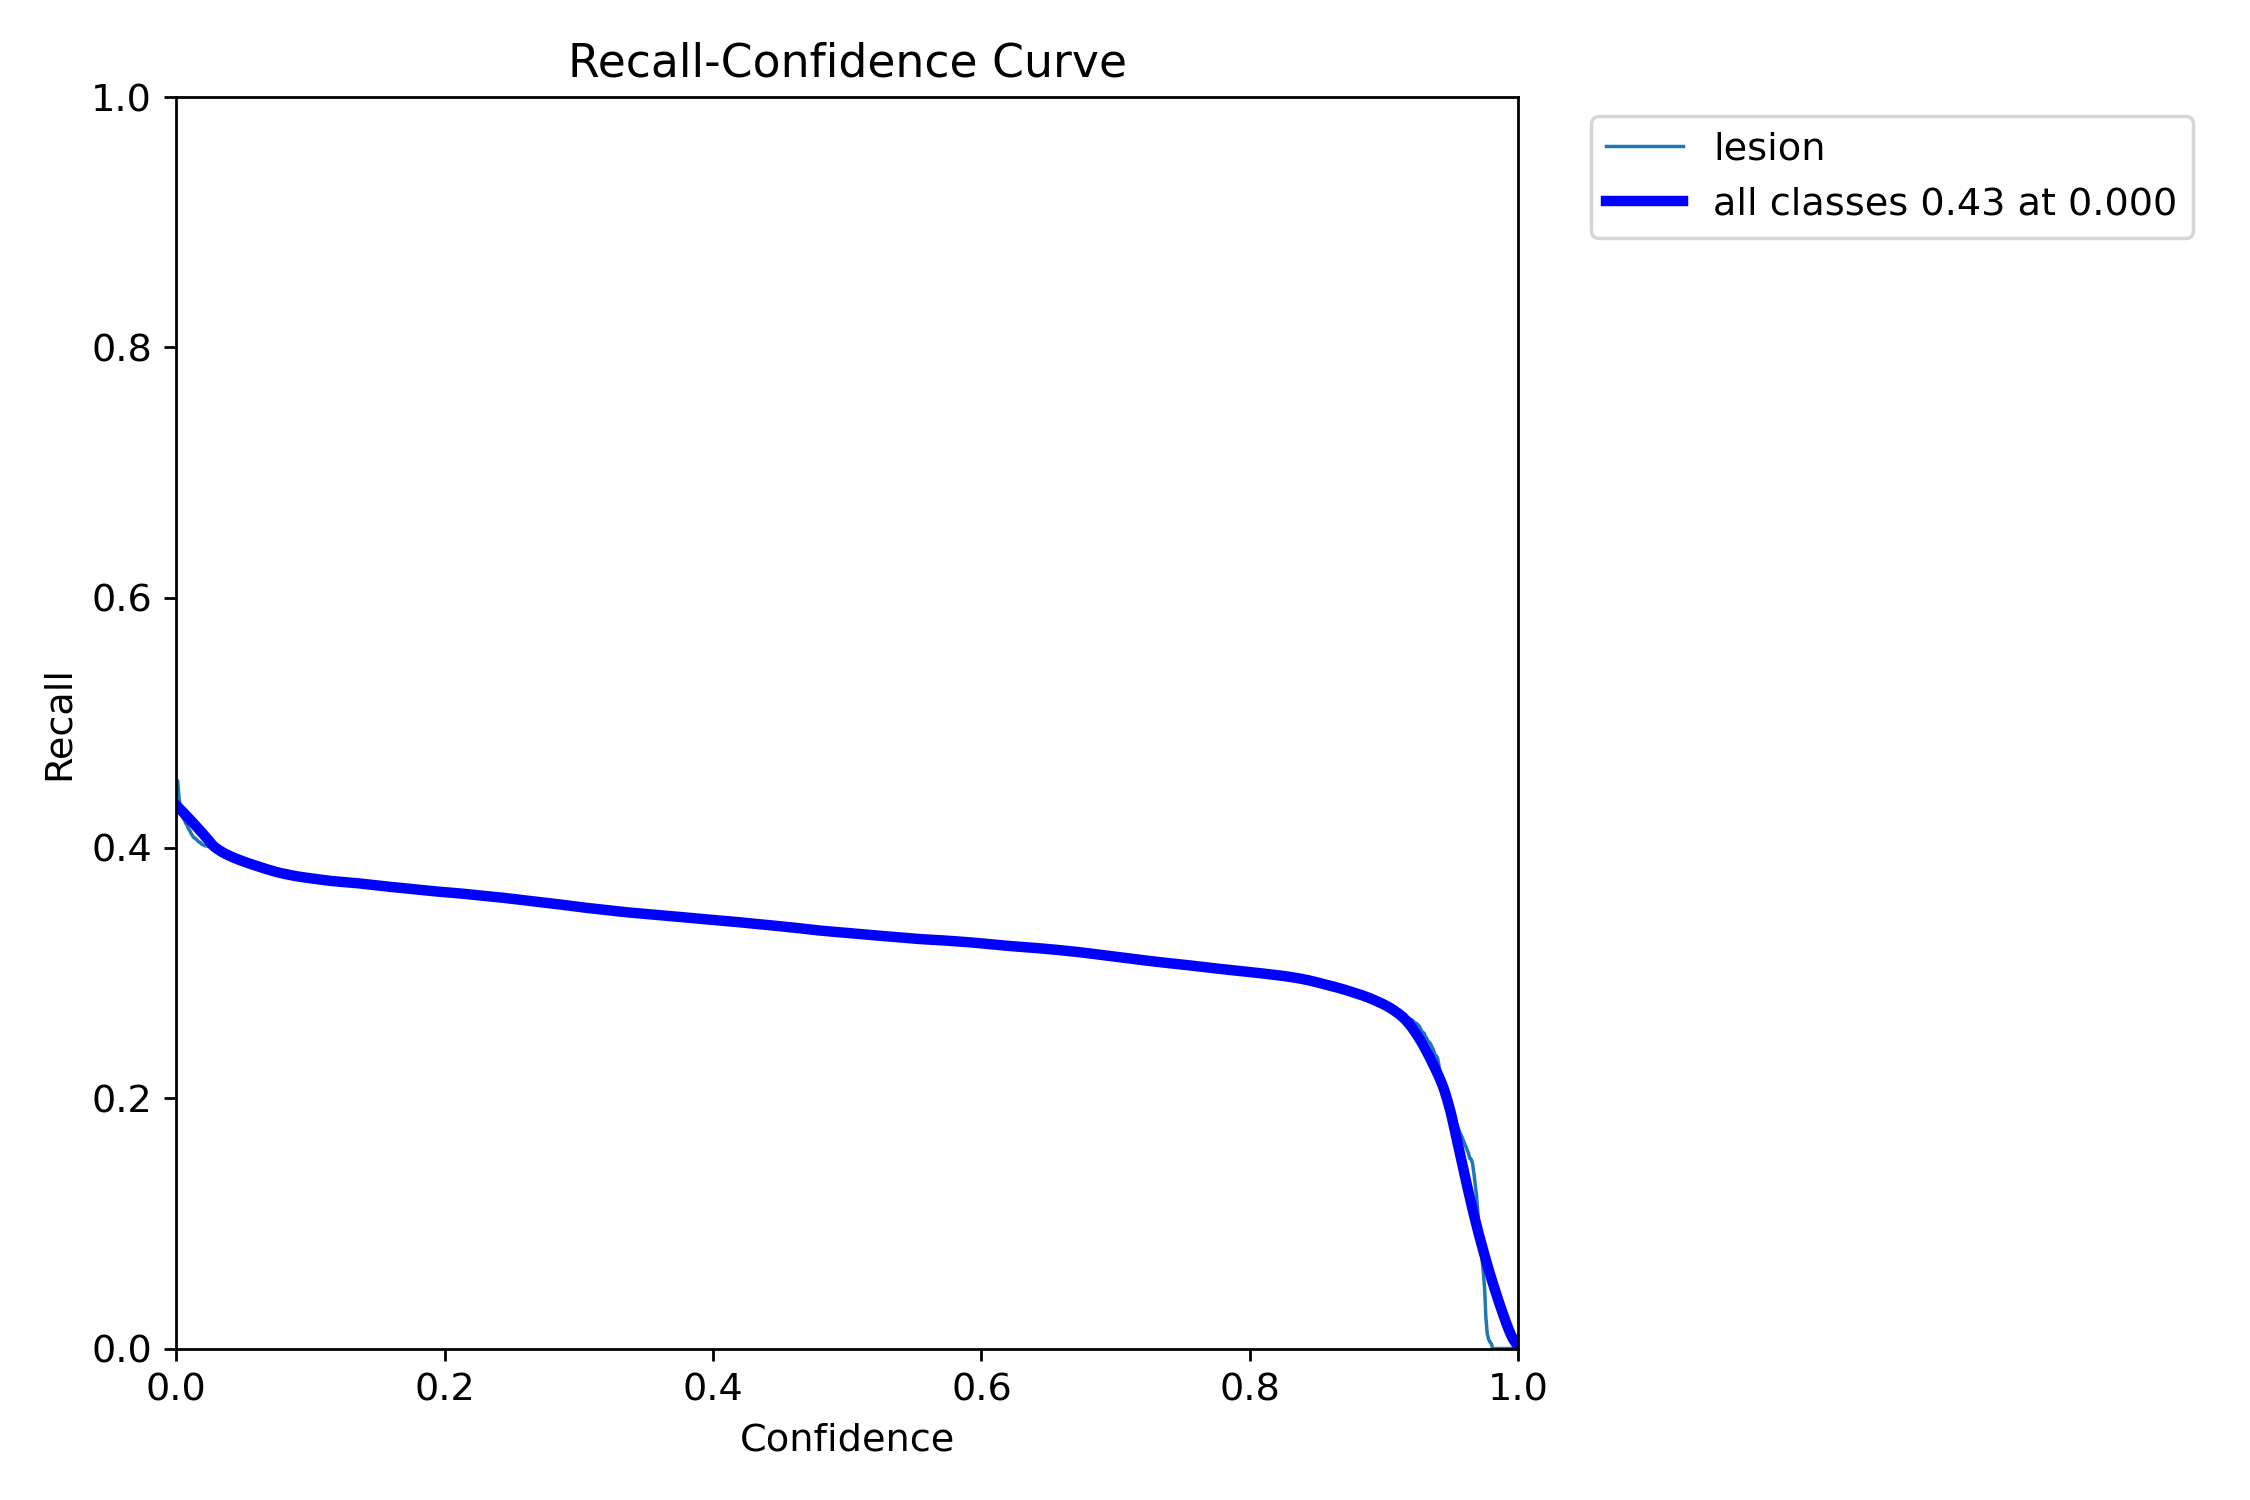 Recall-Confidence Curve
1.0
0.8
0.6
0.4
0.2
0.0
Recall
0.0 0.2 0.4 0.6 0.8 1.0
Confidence
lesion
all classes 0.43 at 0.000